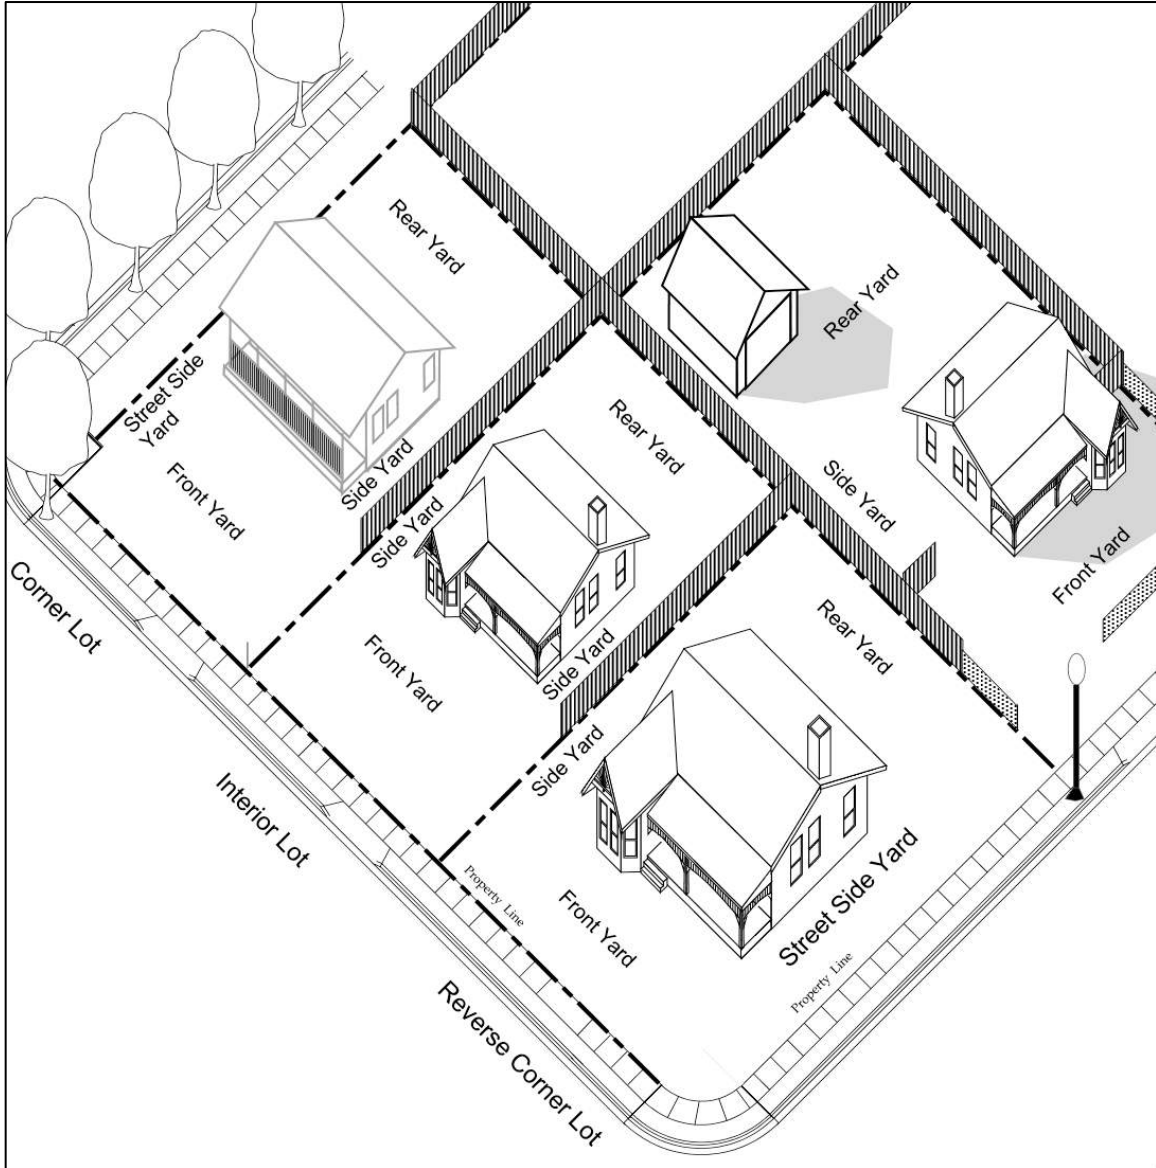 Rear Yard
Rear Yard
Street Side
Yard
Front Yard
Side Yard
Rear Yard
Side Yard
Side Yard
Front Yard
Corner Lot
Front Yard
Side Yard
Rear Yard
Side Yard
Interior Lot
Property Line
Front Yard
Street Side Yard
Property Line
Reverse Corner Lot